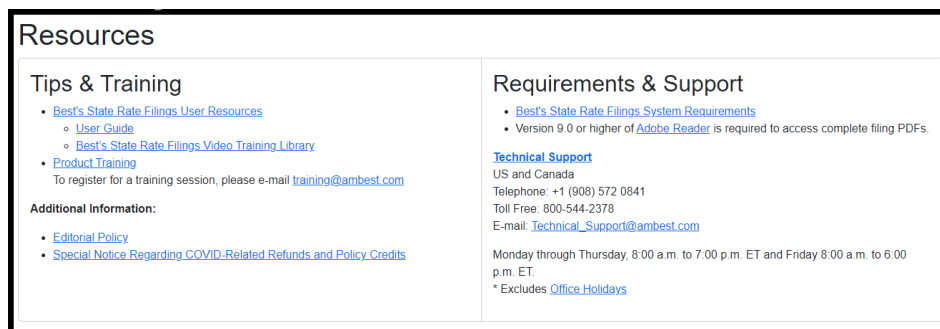 Resources
Tips & Training
Best's State Rate Filings User Resources
User Guide
Best's State Rate Filings Video Training Library
Product Training
To register for a training session, please e-mail training@ambest.com
Additional Information:
Editorial Policy
Special Notice Regarding COVID-Related Refunds and Policy Credits
Requirements & Support
Best's State Rate Filings System Requirements
Version 9.0 or higher of Adobe Reader is required to access complete filing PDFs.
Technical Support
US and Canada
Telephone: +1 (908) 572 0841
Toll Free: 800-544-2378
E-mail: Technical_Support@ambest.com
Monday through Thursday, 8:00 a.m. to 7:00 p.m. ET and Friday 8:00 a.m. to 6:00
p.m. ET.
* Excludes Office Holidays